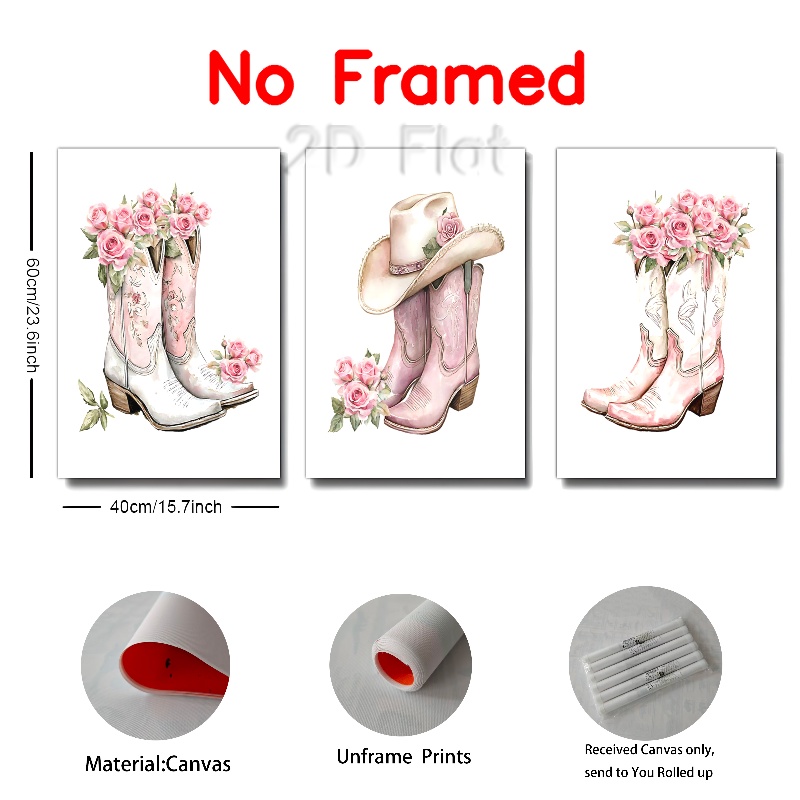 No Framed
2D Flat
60cm/23.6inch
40cm/15.7inch
Material:Canvas
Unframe Prints
Received Canvas only,
send to You Rolled up